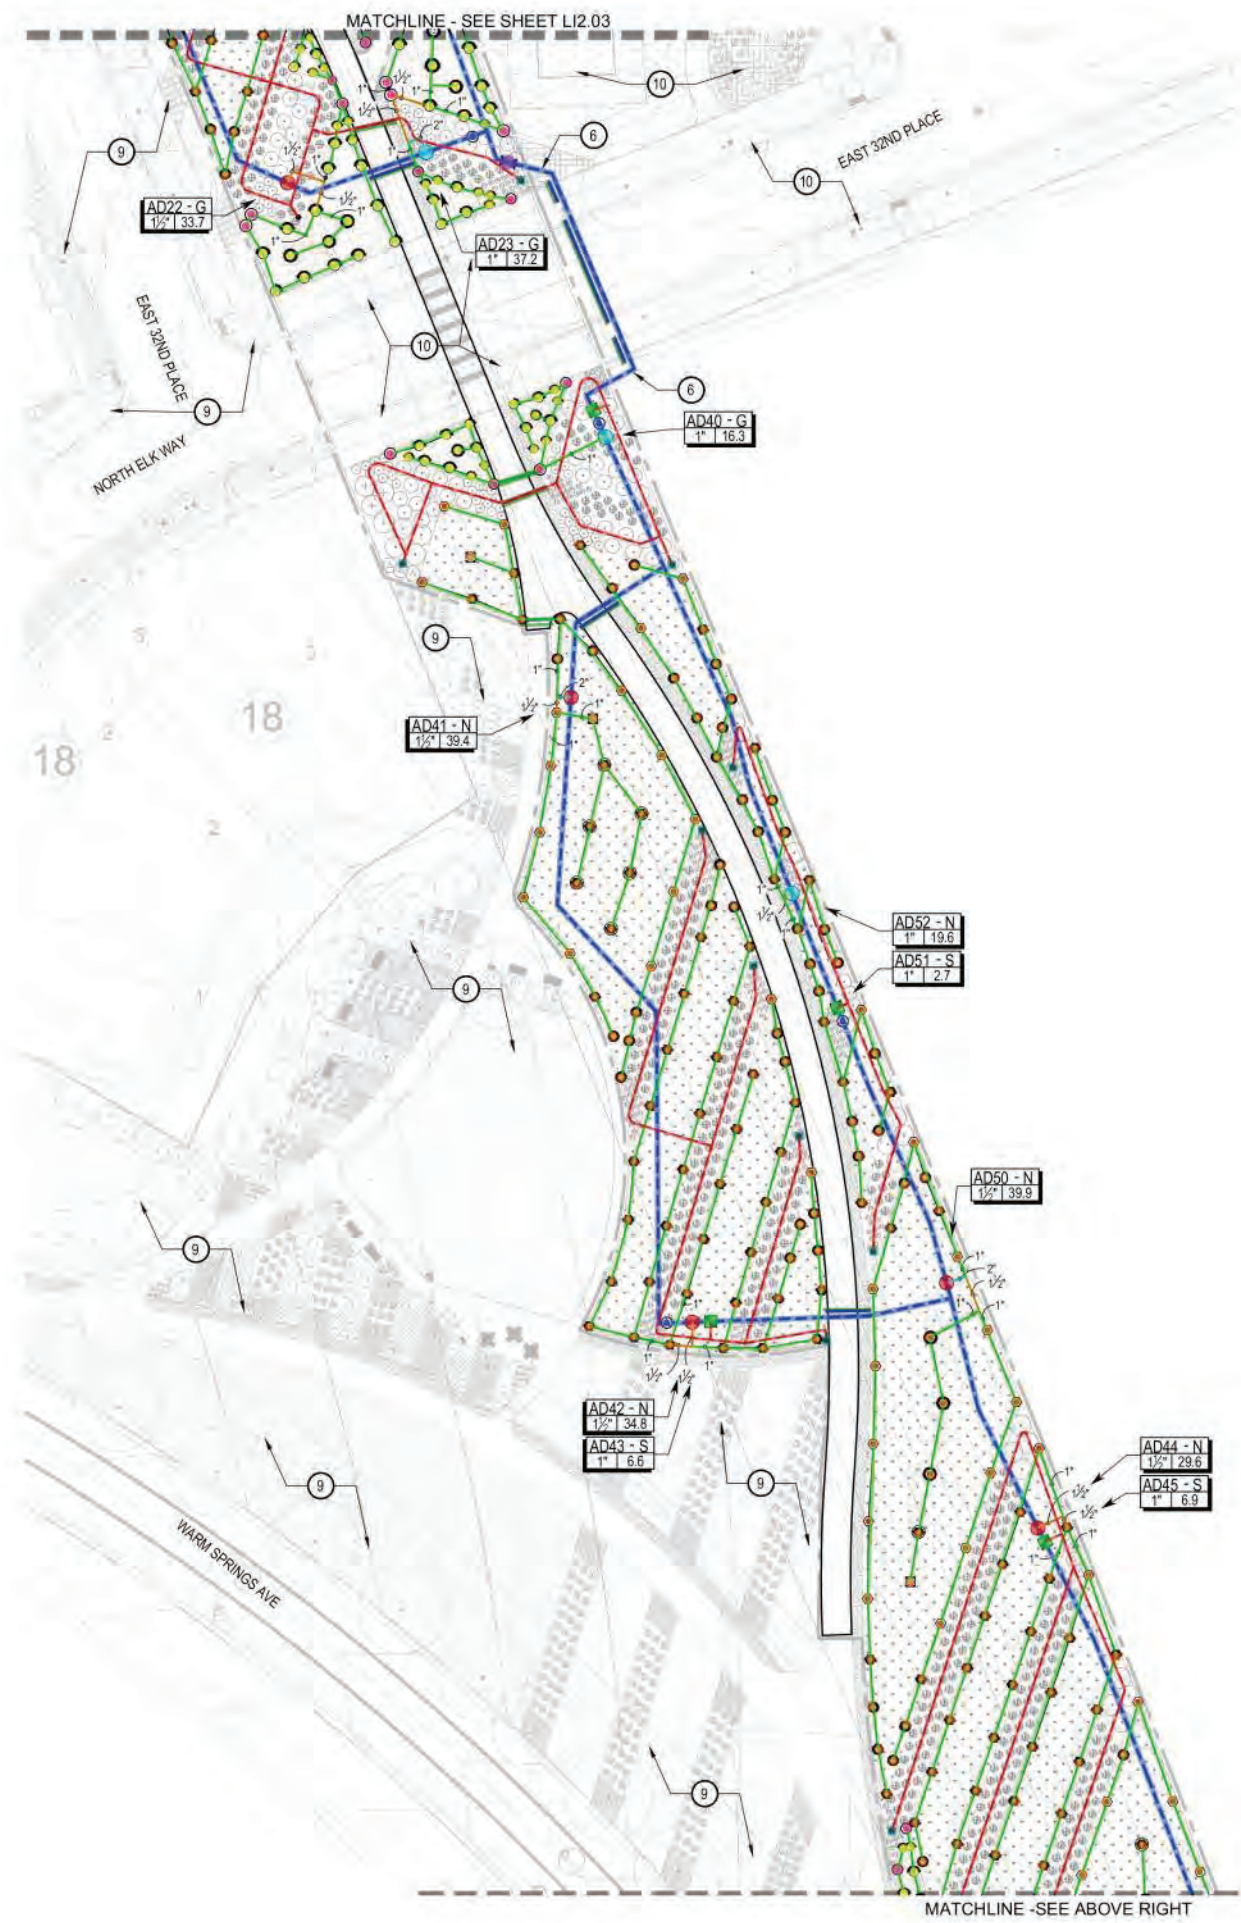 MATCHLINE - SEE SHEET LI2.03
10
6
EAST 32ND PLACE
9
10
AD22 - G
1½" 33.7
AD23 - G
1" 37.2
EAST 32ND PLACE
10
6
9
NORTH ELK WAY
AD40 - G
1" 16.3
9
18
18
2
AD41 - N
1½" 39.4
AD52 - N
1" 19.6
AD51 - S
1" 2.7
9
AD50 - N
1½" 39.9
9
AD42 - N
1½" 34.8
AD43 - S
1" 6.6
AD44 - N
1½" 29.6
AD45 - S
1" 6.9
9
9
WARM SPRINGS AVE
9
MATCHLINE -SEE ABOVE RIGHT